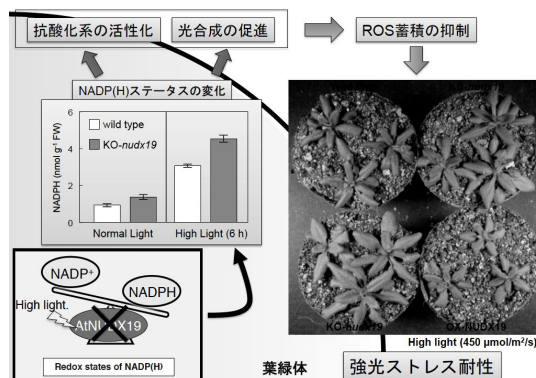 抗酸化系の活性化
光合成の促進
ROS蓄積の抑制
NADP(H)ステータスの変化
NADPH (nmol g⁻¹ FW)
6
4
2
0
wild type
KO-nudx19
Normal Light
High Light (6 h)
NADP⁺
NADPH
High light.
AtNUDX19
Redox states of NADP(H)
葉緑体
KO-nudx19
OX-NUDX19
High light (450 μmol/m²/s)
強光ストレス耐性